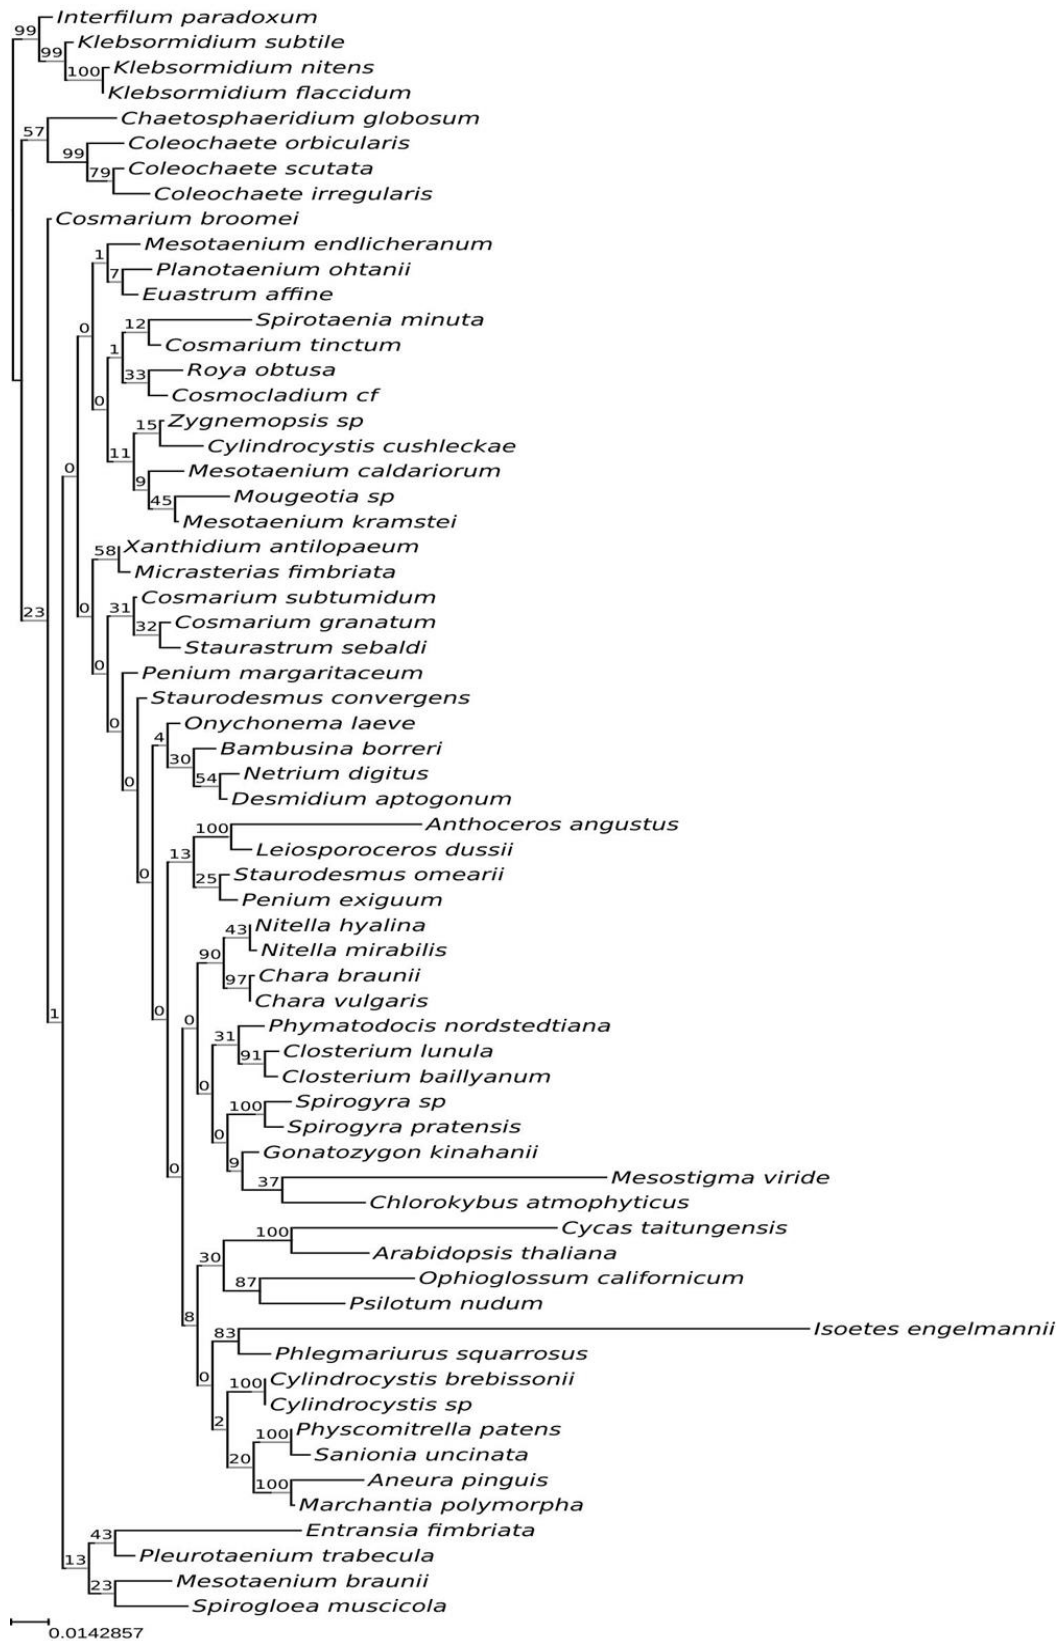 Interfilum paradoxum
99
Klebsormidium subtile
99
Klebsormidium nitens
100
Klebsormidium flaccidum
Chaetosphaeridium globosum
57
Coleochaete orbicularis
99
Coleochaete scutata
79
Coleochaete irregularis
Cosmarium broomei
Mesotaenium endlicheranum
1
Planotaenium ohtanii
7
Euastrum affine
Spirotaenia minuta
12
0
Cosmarium tinctum
1
Roya obtusa
33
Cosmocladium cf
0
Zygnemopsis sp
15
Cylindrocystis cushleckae
11
Mesotaenium caldariorum
0
9
Mougeotia sp
45
Mesotaenium kramstei
Xanthidium antilopaeum
58
Micrasterias fimbriata
Cosmarium subtumidum
31
0
23
Cosmarium granatum
32
Staurastrum sebaldi
0
Penium margaritaceum
Staurodesmus convergens
0
Onychonema laeve
4
Bambusina borreri
30
Netrium digitus
54
0
Desmidium aptogonum
Anthoceros angustus
100
Leiosporoceros dussii
13
Staurodesmus omearii
25
0
Penium exiguum
Nitella hyalina
43
Nitella mirabilis
90
Chara braunii
97
Chara vulgaris
0
1
0
Phymatodocis nordstedtiana
31
Closterium lunula
91
Closterium baillyanum
0
Spirogyra sp
100
Spirogyra pratensis
0
Gonatozygon kinahanii
9
0
Mesostigma viride
37
Chlorokybus atmophyticus
Cycas taitungensis
100
Arabidopsis thaliana
30
Ophioglossum californicum
87
Psilotum nudum
8
Isoetes engelmannii
83
Phlegmariurus squarrosus
0
Cylindrocystis brebissonii
100
Cylindrocystis sp
2
Physcomitrella patens
100
Sanionia uncinata
20
Aneura pinguis
100
Marchantia polymorpha
Entransia fimbriata
43
Pleurotaenium trabecula
13
Mesotaenium braunii
23
Spirogloea muscicola
0.0142857